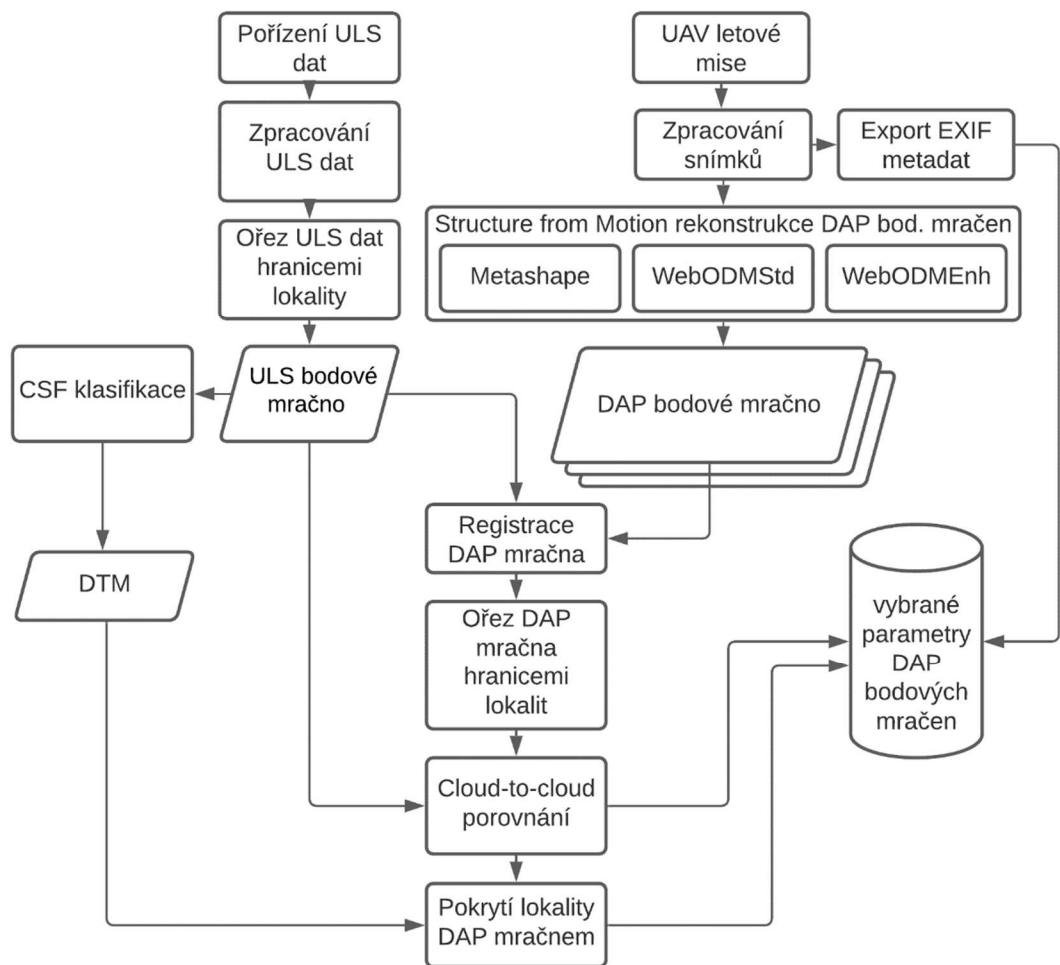 Pořízení ULS
dat
UAV letové
mise
Zpracování
ULS dat
Zpracování
snímků
Export EXIF
metadat
Structure from Motion rekonstrukce DAP bod. mračen
Metashape
WebODMStd
WebODMEnh
Ořez ULS dat
hranicemi
lokality
CSF klasifikace
ULS bodové
mračno
DAP bodové mračno
Registrace
DAP mračna
DTM
Ořez DAP
mračna
hranicemi
lokalit
vybrané
parametry
DAP
bodových
mračen
Cloud-to-cloud
porovnání
Pokrytí lokality
DAP mračnem